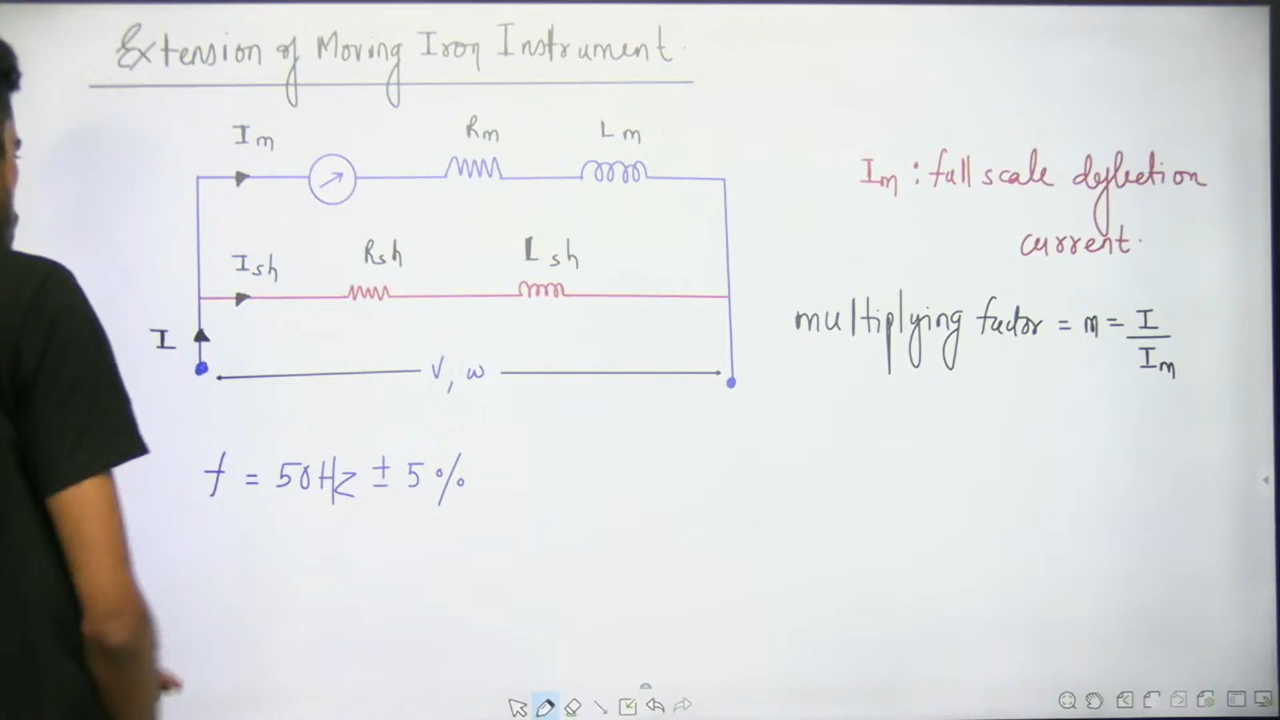 Extension of Moving Iron Instrument.
Im
Rm
Lm
Im : full scale deflection
current.
Ish
Rsh
Lsh
multiplying factor = m = I / Im
I
V, ω
f = 50Hz ± 5%